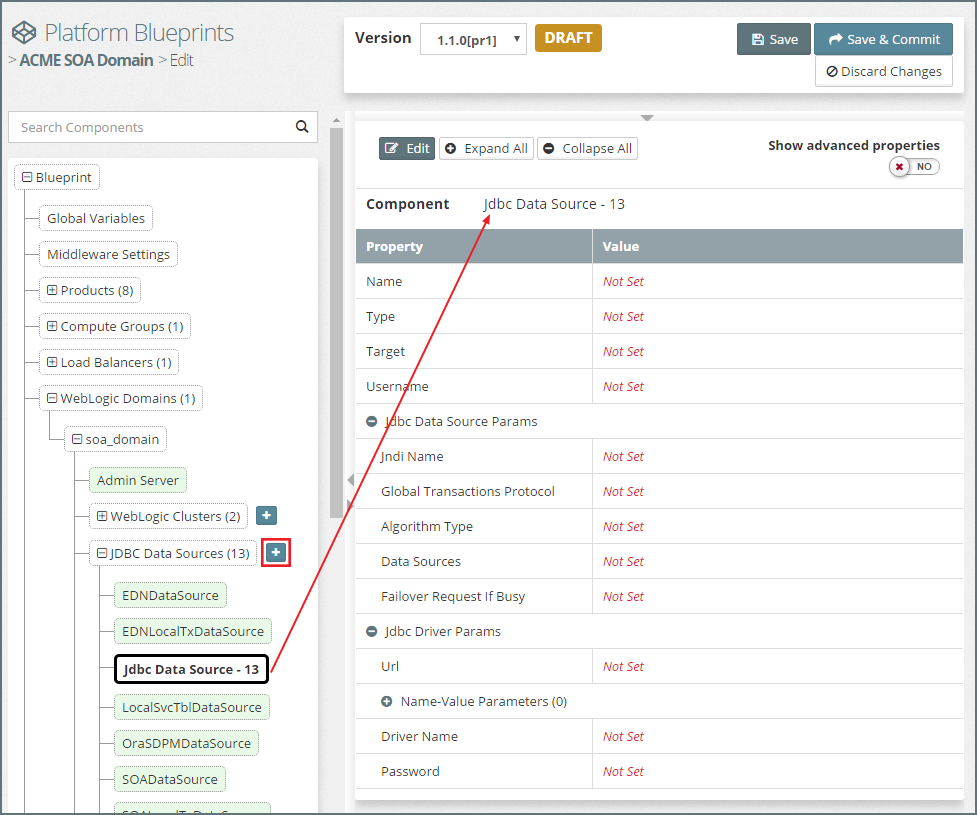 Platform Blueprints
> ACME SOA Domain > Edit
Version 1.1.0[pr1] DRAFT
Save
Save & Commit
Discard Changes
Search Components
Blueprint
Global Variables
Middleware Settings
Products (8)
Compute Groups (1)
Load Balancers (1)
WebLogic Domains (1)
soa_domain
Admin Server
WebLogic Clusters (2)
JDBC Data Sources (13)
EDNDataSource
EDNLocalTxDataSource
Jdbc Data Source - 13
LocalSvcTblDataSource
OraSDPMDataSource
SOADataSource
Edit Expand All Collapse All
Show advanced properties
NO
Component Jdbc Data Source - 13
Property Value
Name Not Set
Type Not Set
Target Not Set
Username Not Set
Jdbc Data Source Params
Jndi Name Not Set
Global Transactions Protocol Not Set
Algorithm Type Not Set
Data Sources Not Set
Failover Request If Busy Not Set
Jdbc Driver Params
Url Not Set
Name-Value Parameters (0)
Driver Name Not Set
Password Not Set